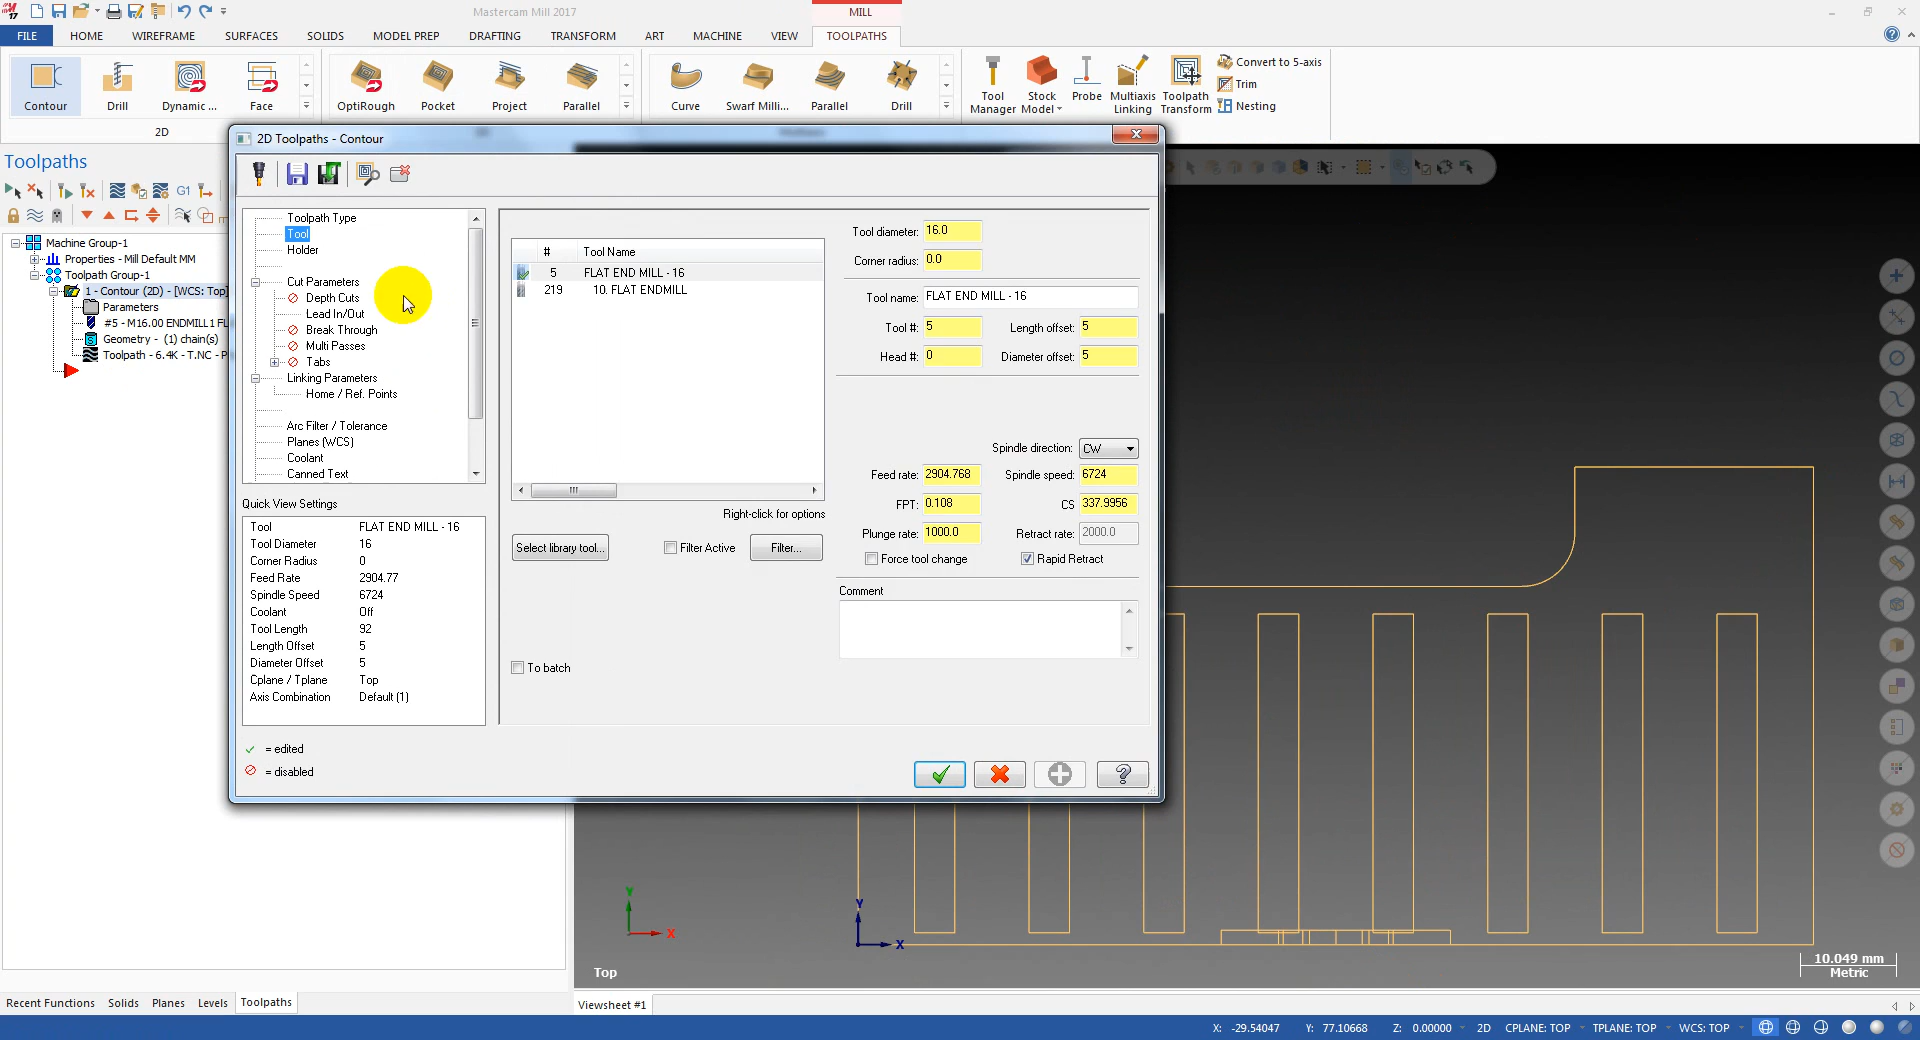 Mastercam Mill 2017
MILL
FILE HOME WIREFRAME SURFACES SOLIDS MODEL PREP DRAFTING TRANSFORM ART MACHINE VIEW TOOLPATHS
Contour Drill Dynamic ... Face OptiRough Pocket Project Parallel Curve Swarf Milli... Parallel Drill
Tool Manager
Stock Model
Probe
Multiaxis Linking
Toolpath Transform
Convert to 5-axis
Trim
Nesting
2D
Toolpaths
G1
Machine Group-1
Properties - Mill Default MM
Toolpath Group-1
1 - Contour (2D) - [WCS: Top]
Parameters
#5 - M16.00 ENDMILL1 FL
Geometry - (1) chain(s)
Toolpath - 6.4K - T.NC - P
2D Toolpaths - Contour
Toolpath Type
Tool
Holder
Cut Parameters
Depth Cuts
Lead In/Out
Break Through
Multi Passes
Tabs
Linking Parameters
Home / Ref. Points
Arc Filter / Tolerance
Planes (WCS)
Coolant
Canned Text
Quick View Settings
Tool FLAT END MILL - 16
Tool Diameter 16
Corner Radius 0
Feed Rate 2904.77
Spindle Speed 6724
Coolant Off
Tool Length 92
Length Offset 5
Diameter Offset 5
Cplane / Tplane Top
Axis Combination Default (1)
= edited
= disabled
# Tool Name
5 FLAT END MILL - 16
219 10. FLAT ENDMILL
Right-click for options
Select library tool...
Filter Active
Filter...
To batch
Tool diameter: 16.0
Corner radius: 0.0
Tool name: FLAT END MILL - 16
Tool #: 5 Length offset: 5
Head #: 0 Diameter offset: 5
Spindle direction: CW
Feed rate: 2904.768 Spindle speed: 6724
FPT: 0.108 CS 337.9956
Plunge rate: 1000.0 Retract rate: 2000.0
Force tool change Rapid Retract
Comment
Y
X
Y
X
Top
10.049 mm
Metric
Recent Functions Solids Planes Levels Toolpaths
Viewsheet #1
X: -29.54047 Y: 77.10668 Z: 0.00000 2D CPLANE: TOP TPLANE: TOP WCS: TOP